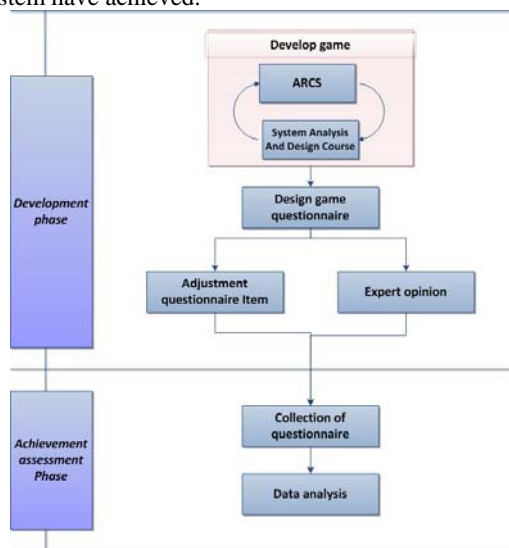 stem have achieved.
Develop game
ARCS
System Analysis
And Design Course
Development
phase
Design game
questionnaire
Adjustment
questionnaire Item
Expert opinion
Achievement
assessment
Phase
Collection of
questionnaire
Data analysis